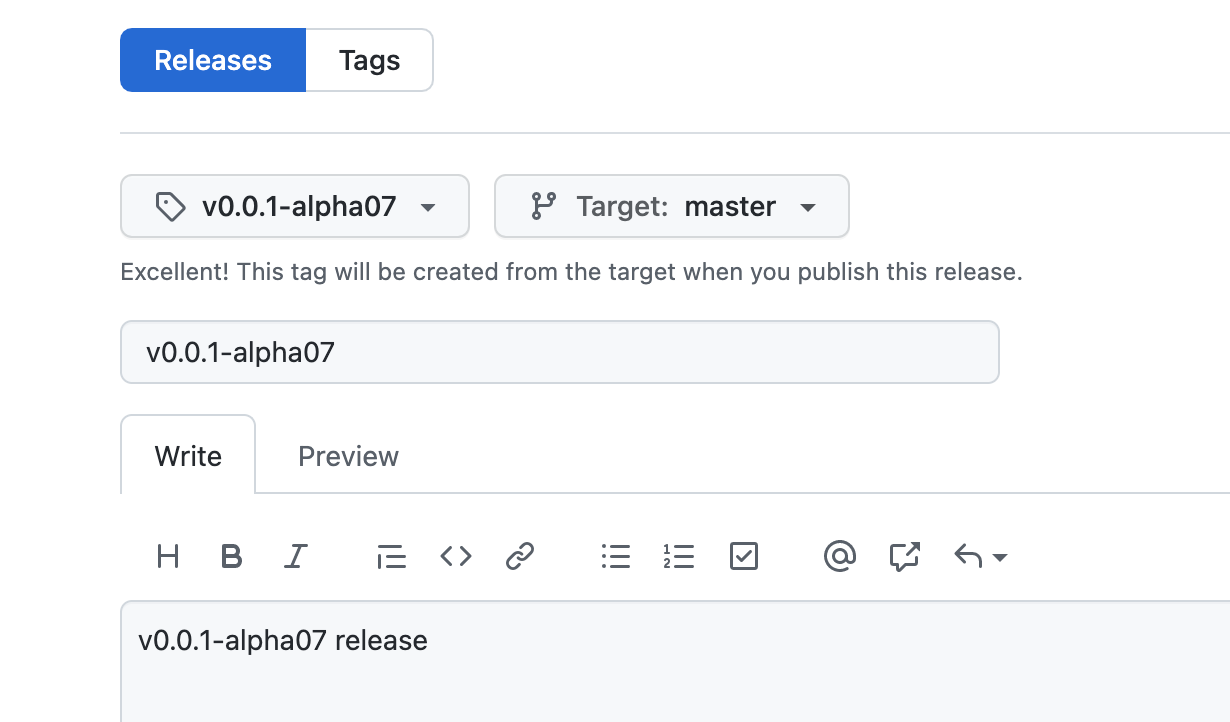 Releases Tags
v0.0.1-alpha07 Target: master
Excellent! This tag will be created from the target when you publish this release.
v0.0.1-alpha07
Write Preview
v0.0.1-alpha07 release